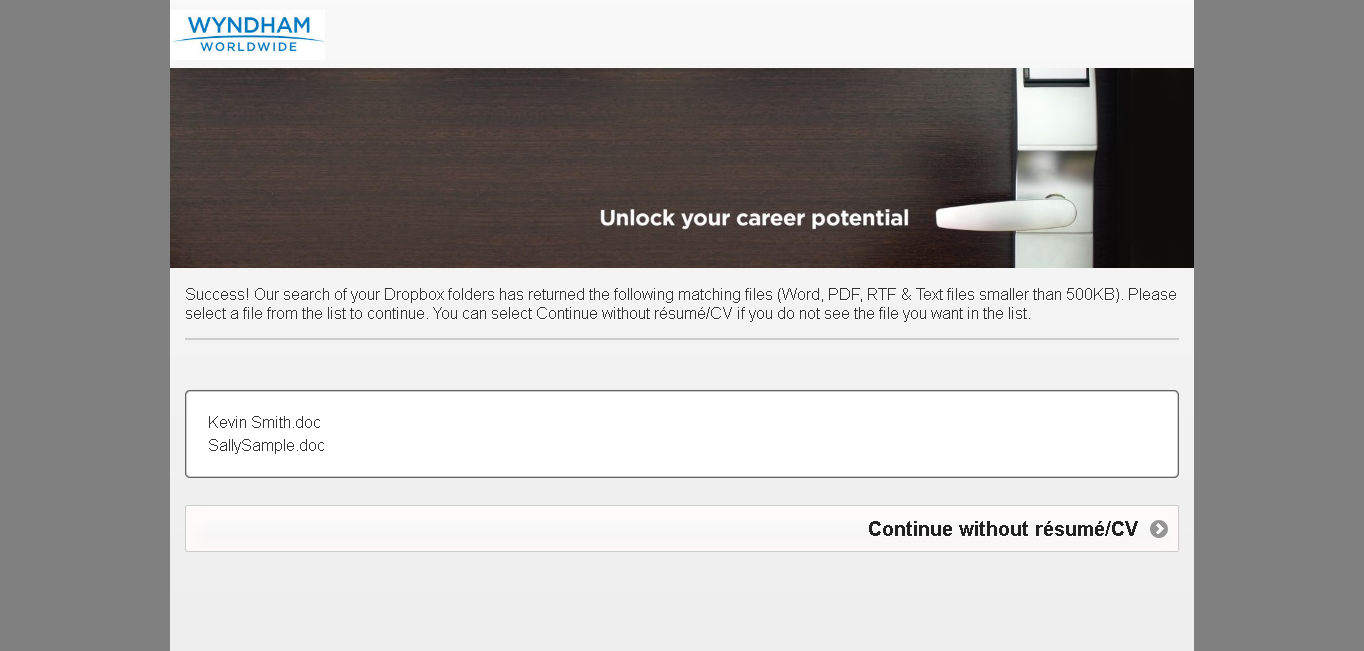 WYNDHAM
WORLDWIDE
Unlock your career potential
Success! Our search of your Dropbox folders has returned the following matching files (Word, PDF, RTF & Text files smaller than 500KB). Please
select a file from the list to continue. You can select Continue without résumé/CV if you do not see the file you want in the list.
Kevin Smith.doc
SallySample.doc
Continue without résumé/CV